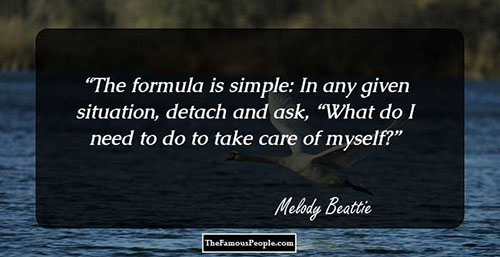 “The formula is simple: In any given
situation, detach and ask, “What do I
need to do to take care of myself?”
Melody Beattie
TheFamousPeople.com